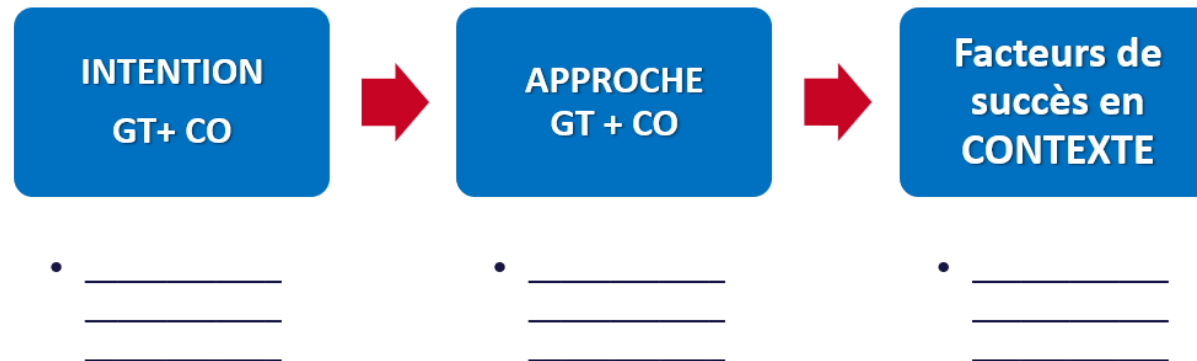 INTENTION
GT+ CO
APPROCHE
GT + CO
Facteurs de
succès en
CONTEXTE